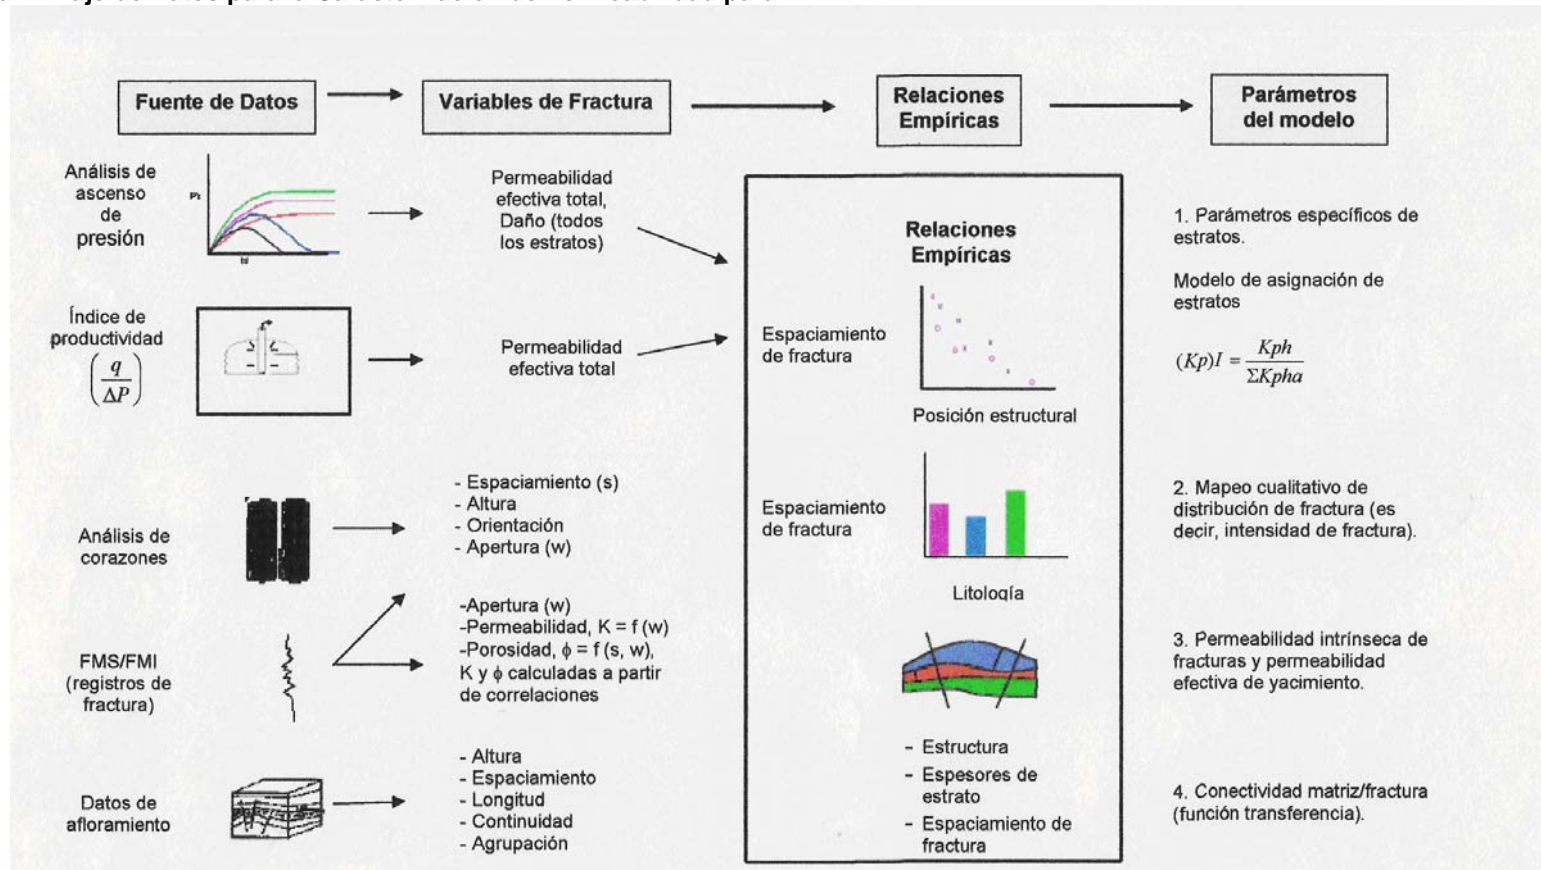 Fuente de Datos
Variables de Fractura
Relaciones
Empíricas
Parámetros
del modelo
Análisis de
ascenso
de
presión
Permeabilidad
efectiva total,
Daño (todos
los estratos)
Índice de
productividad
(q / ΔP)
Permeabilidad
efectiva total
Análisis de
corazones
- Espaciamiento (s)
- Altura
- Orientación
- Apertura (w)
FMS/FMI
(registros de
fractura)
-Apertura (w)
-Permeabilidad, K = f (w)
-Porosidad, ϕ = f (s, w),
K y ϕ calculadas a partir
de correlaciones
Datos de
afloramiento
- Altura
- Espaciamiento
- Longitud
- Continuidad
- Agrupación
Relaciones
Empíricas
Espaciamiento
de fractura
Posición estructural
Espaciamiento
de fractura
Litología
- Estructura
- Espesores de
estrato
- Espaciamiento de
fractura
1. Parámetros específicos de
estratos.
Modelo de asignación de
estratos
(Kp)I = Kph / ΣKpha
2. Mapeo cualitativo de
distribución de fractura (es
decir, intensidad de fractura).
3. Permeabilidad intrínseca de
fracturas y permeabilidad
efectiva de yacimiento.
4. Conectividad matriz/fractura
(función transferencia).